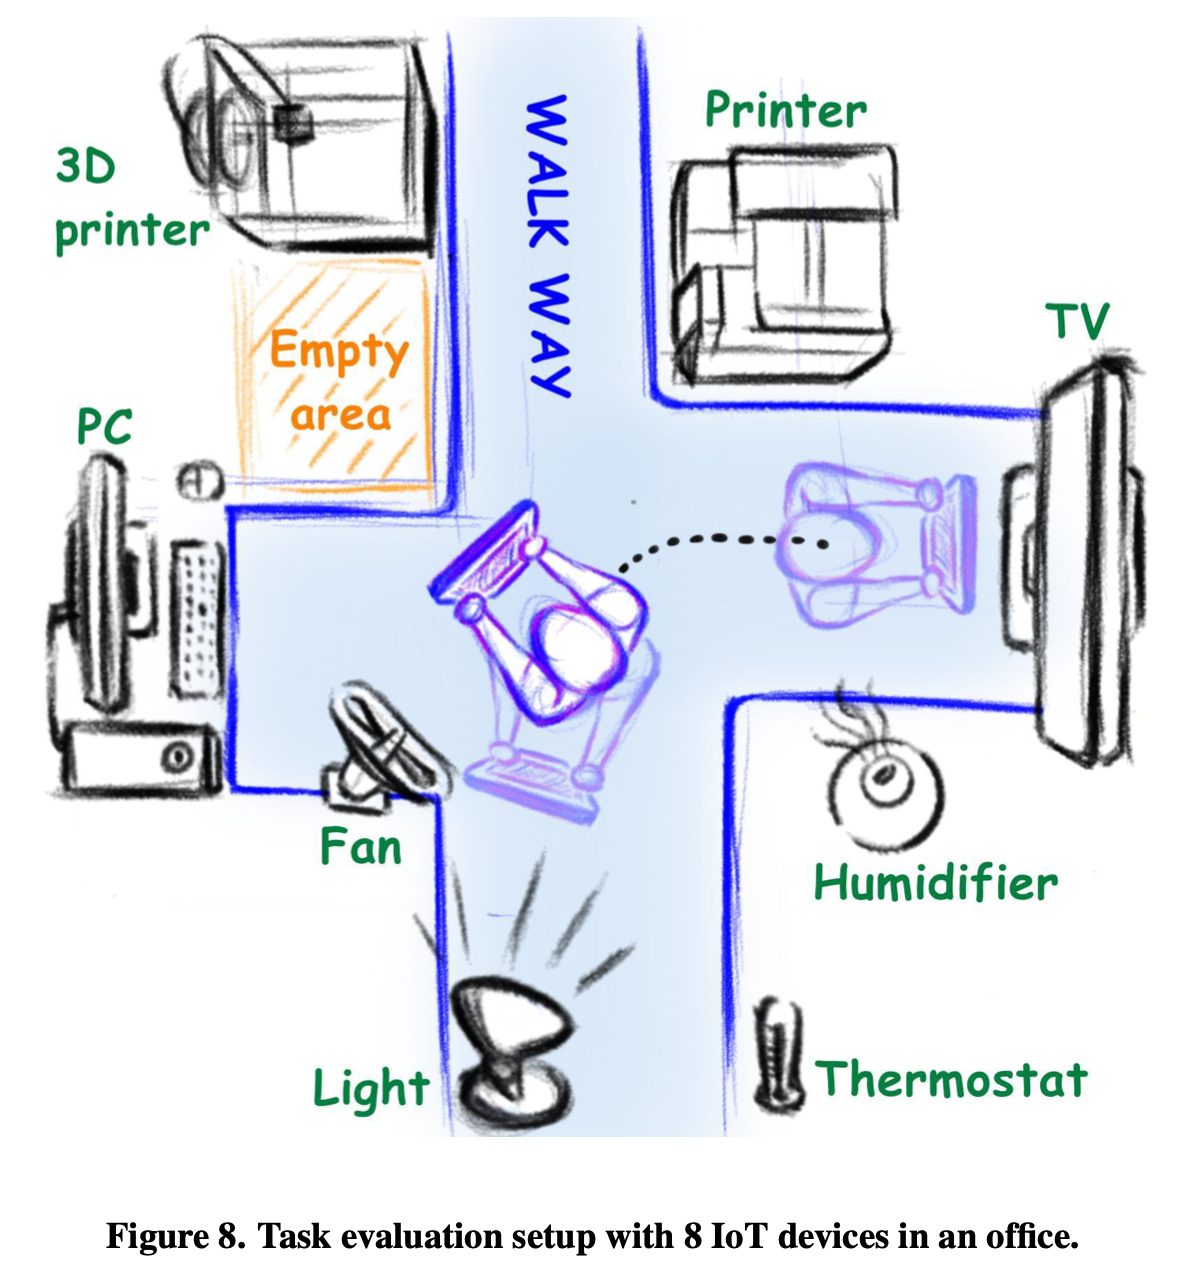 Printer
3D
printer
WALK WAY
TV
Empty
area
PC
Fan
Humidifier
Light
Thermostat
Figure 8. Task evaluation setup with 8 IoT devices in an office.